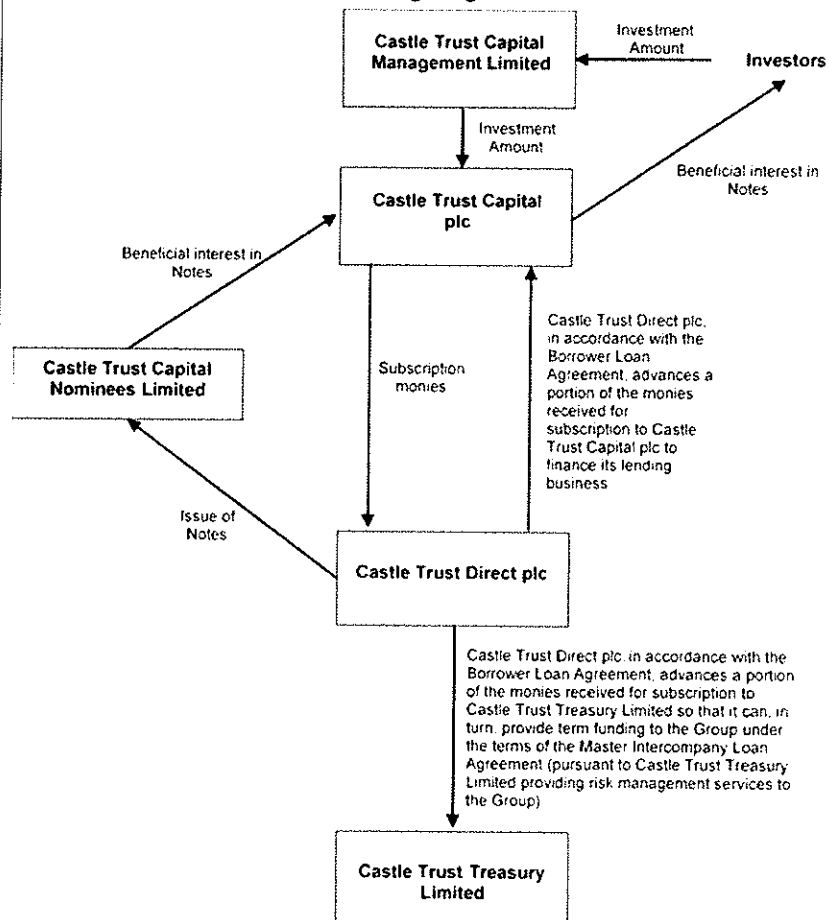 Castle Trust Capital
Management Limited
Investment
Amount
Investors
Investment
Amount
Beneficial interest in
Notes
Castle Trust Capital
plc
Beneficial interest in
Notes
Castle Trust Capital
Nominees Limited
Subscription
monies
Castle Trust Direct plc,
in accordance with the
Borrower Loan
Agreement, advances a
portion of the monies
received for
subscription to Castle
Trust Capital plc to
finance its lending
business
Issue of
Notes
Castle Trust Direct plc
Castle Trust Direct plc, in accordance with the
Borrower Loan Agreement, advances a portion
of the monies received for subscription to
Castle Trust Treasury Limited so that it can, in
turn, provide term funding to the Group under
the terms of the Master Intercompany Loan
Agreement (pursuant to Castle Trust Treasury
Limited providing risk management services to
the Group)
Castle Trust Treasury
Limited